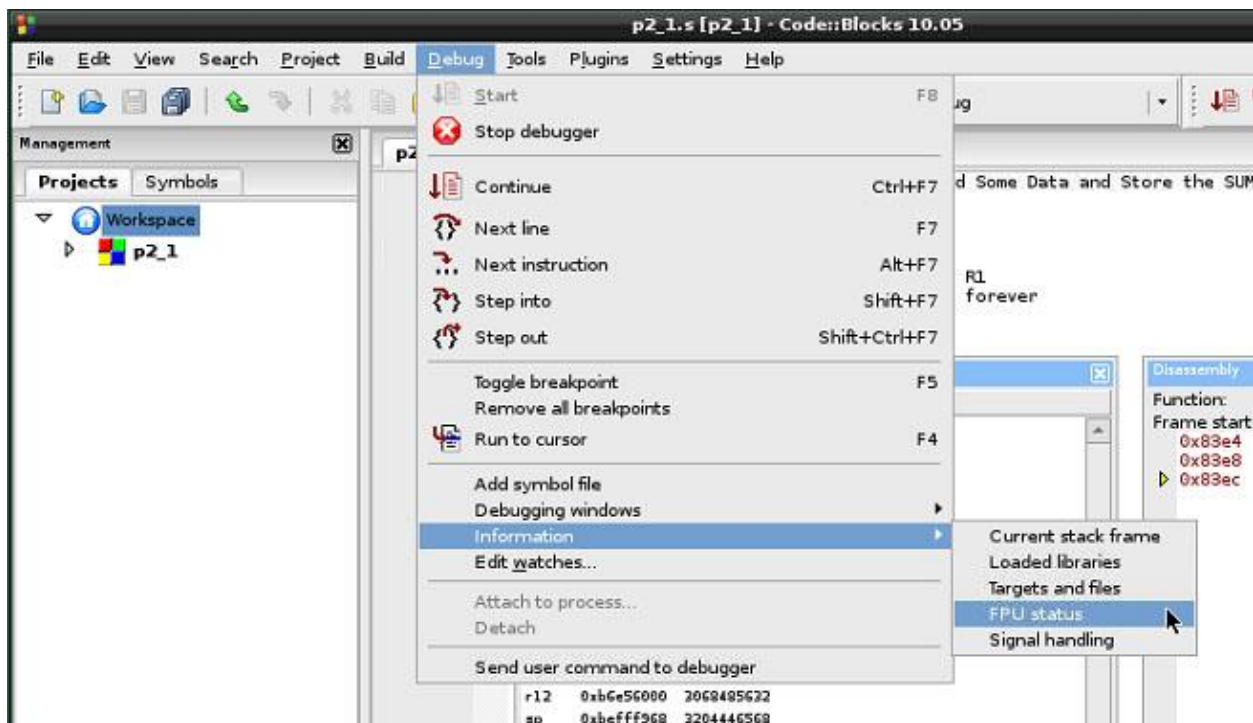 p2_1.s [p2_1] - Code::Blocks 10.05
File Edit View Search Project Build Debug Tools Plugins Settings Help
Management
Projects Symbols
Workspace
p2_1
Start F8
Stop debugger
Continue Ctrl+F7
Next line F7
Next instruction Alt+F7
Step into Shift+F7
Step out Shift+Ctrl+F7
Toggle breakpoint F5
Remove all breakpoints
Run to cursor F4
Add symbol file
Debugging windows
Information
Edit watches...
Attach to process...
Detach
Send user command to debugger
Current stack frame
Loaded libraries
Targets and files
FPU status
Signal handling
ug
p2
d Some Data and Store the SUM
R1
forever
Disassembly
Function:
Frame start
0x83e4
0x83e8
0x83ec
r12 0xb6e56000 3068485632
sp 0xbefff968 3204446568